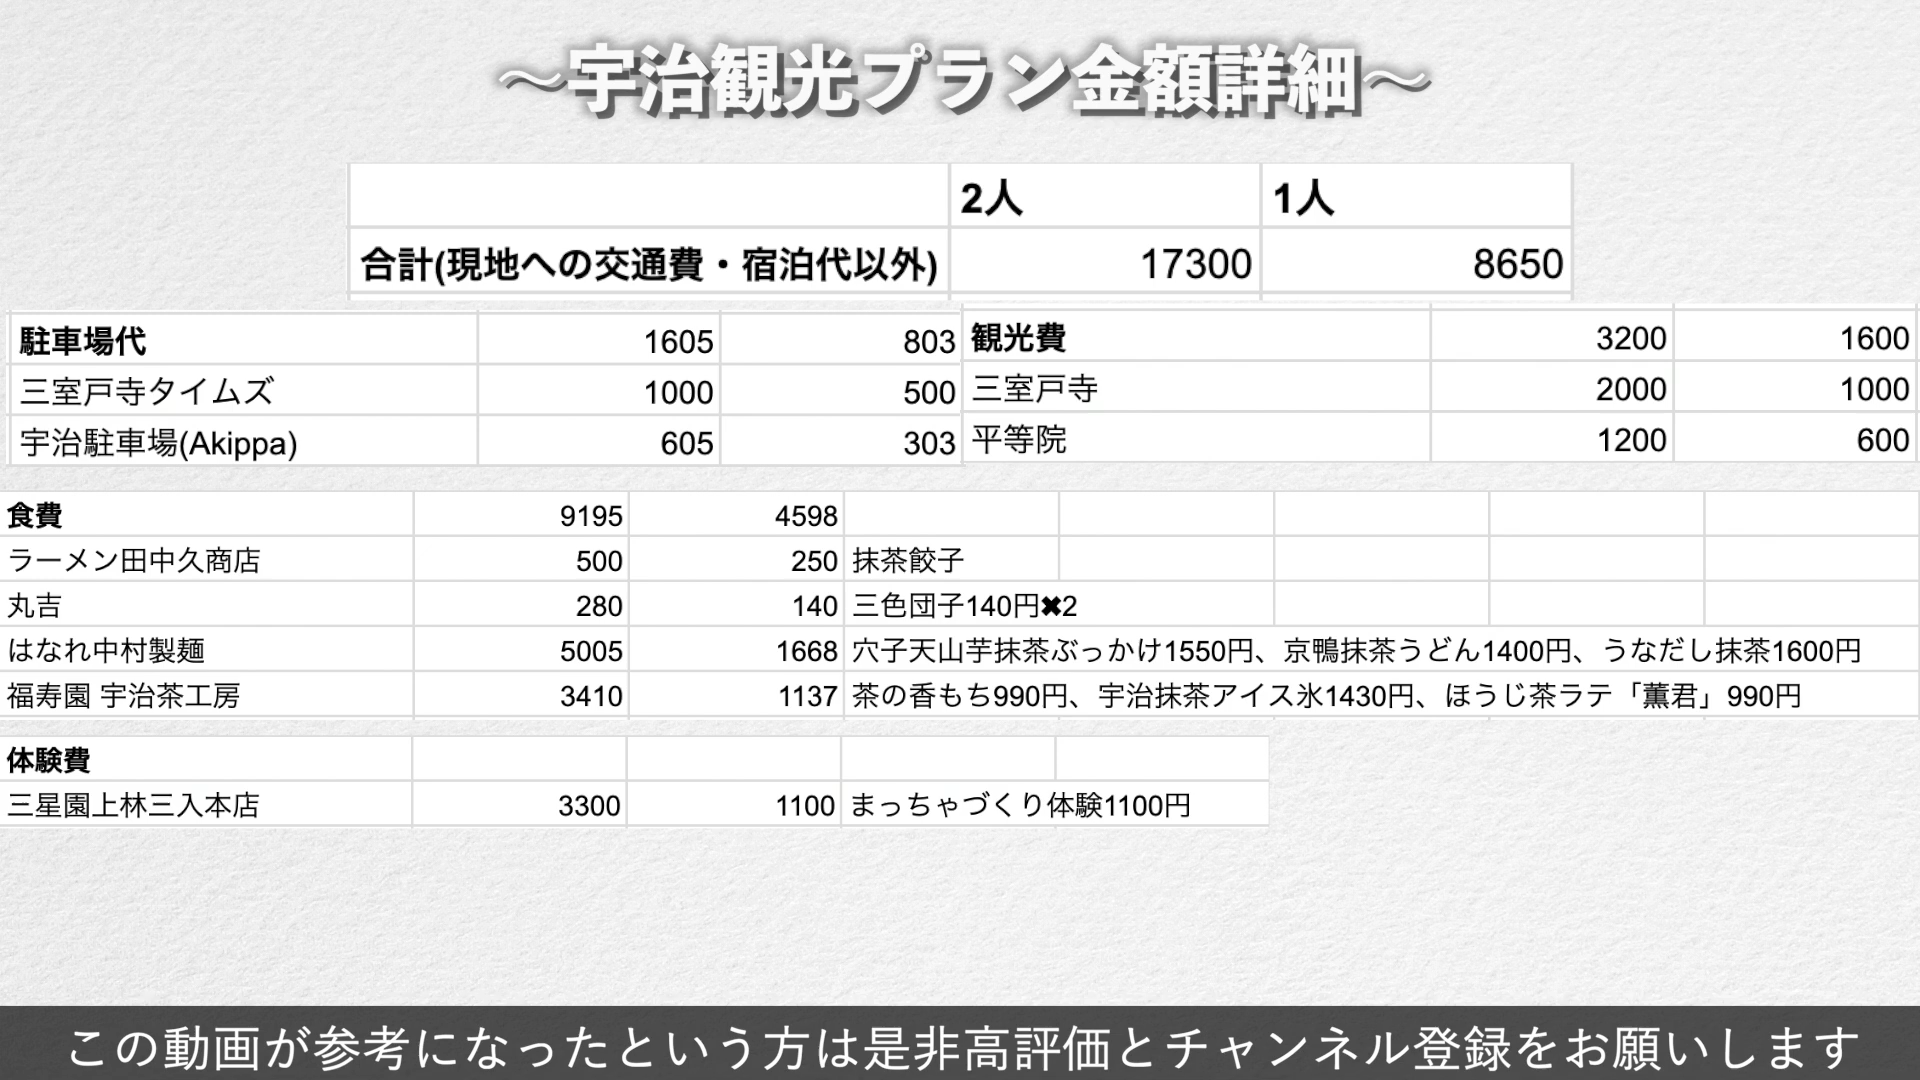 ～宇治観光プラン金額詳細～
2人 1人
合計(現地への交通費・宿泊代以外) 17300 8650
駐車場代 1605 803
三室戸寺タイムズ 1000 500
宇治駐車場(Akippa) 605 303
観光費 3200 1600
三室戸寺 2000 1000
平等院 1200 600
食費 9195 4598
ラーメン田中久商店 500 250 抹茶餃子
丸吉 280 140 三色団子140円✖2
はなれ中村製麺 5005 1668 穴子天山芋抹茶ぶっかけ1550円、京鴨抹茶うどん1400円、うなだし抹茶1600円
福寿園 宇治茶工房 3410 1137 茶の香もち990円、宇治抹茶アイス氷1430円、ほうじ茶ラテ「薫君」990円
体験費
三星園上林三入本店 3300 1100 まっちゃづくり体験1100円
この動画が参考になったという方は是非高評価とチャンネル登録をお願いします